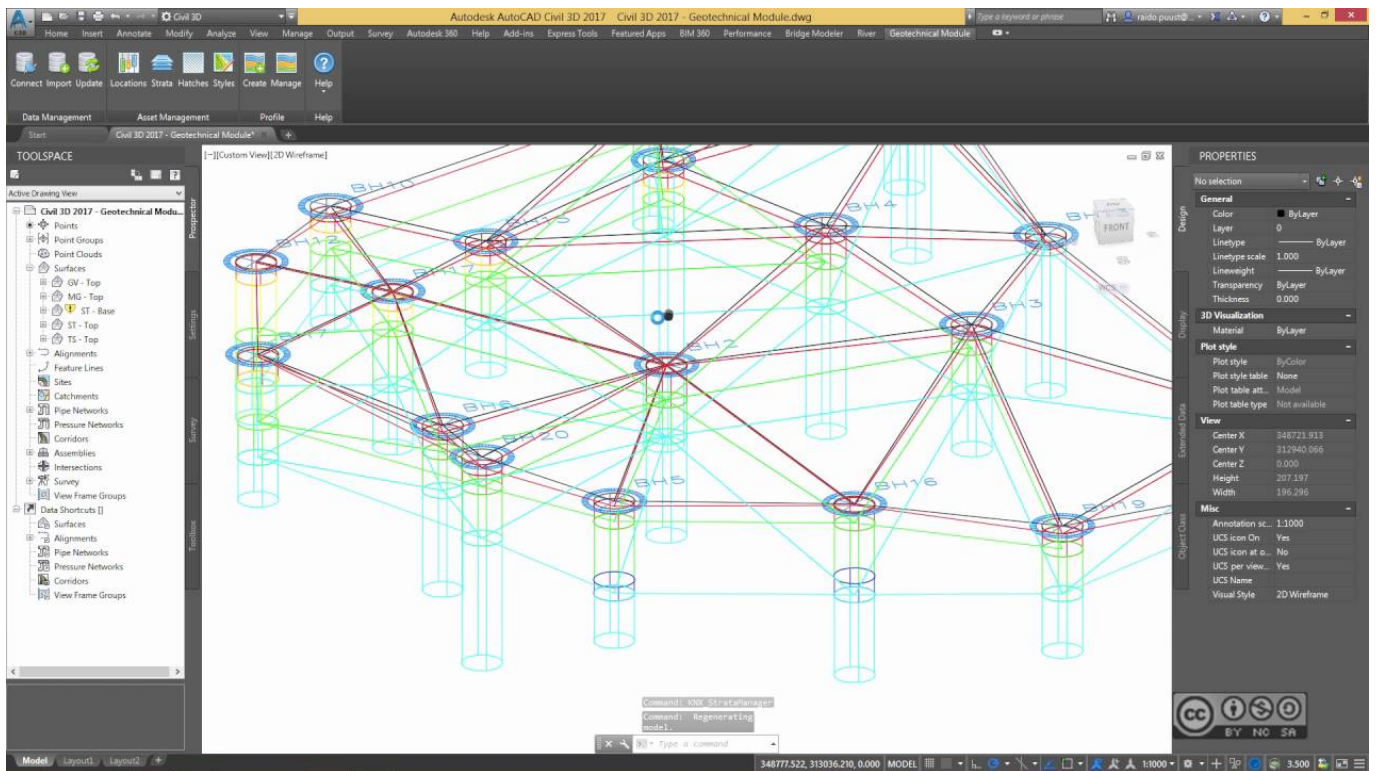 Civil 3D
Autodesk AutoCAD Civil 3D 2017 Civil 3D 2017 - Geotechnical Module.dwg
Type a keyword or phrase
raido.puust@...
C3D
Home Insert Annotate Modify Analyze View Manage Output Survey Autodesk 360 Help Add-ins Express Tools Featured Apps BIM 360 Performance Bridge Modeler River Geotechnical Module
Connect Import Update Locations Strata Hatches Styles Create Manage Help
Data Management Asset Management Profile Help
Start Civil 3D 2017 - Geotechnical Module*
TOOLSPACE
Active Drawing View
Civil 3D 2017 - Geotechnical Modu...
Points
Point Groups
Point Clouds
Surfaces
GV - Top
MG - Top
ST - Base
ST - Top
TS - Top
Alignments
Feature Lines
Sites
Catchments
Pipe Networks
Pressure Networks
Corridors
Assemblies
Intersections
Survey
View Frame Groups
Data Shortcuts []
Surfaces
Alignments
Pipe Networks
Pressure Networks
Corridors
View Frame Groups
Prospector
Settings
Survey
Toolbox
[-][Custom View][2D Wireframe]
BH10
BH4
BH12
BH17
BH3
BH2
BH6
BH20
BH5
BH16
BH19
FRONT
WCS
Command: KNX_StrataManager
Command: Regenerating
model.
Type a command
PROPERTIES
No selection
Design
Display
Extended Data
Object Class
General
Color ByLayer
Layer 0
Linetype ByLayer
Linetype scale 1.000
Lineweight ByLayer
Transparency ByLayer
Thickness 0.000
3D Visualization
Material ByLayer
Plot style
Plot style ByColor
Plot style table None
Plot table att... Model
Plot table type Not available
View
Center X 348721.913
Center Y 312940.066
Center Z 0.000
Height 207.197
Width 196.296
Misc
Annotation sc... 1:1000
UCS icon On Yes
UCS icon at o... No
UCS per view... Yes
UCS Name
Visual Style 2D Wireframe
cc
BY NC SA
Model Layout1 Layout2 +
348777.522, 313036.210, 0.000 MODEL 1:1000 3.500